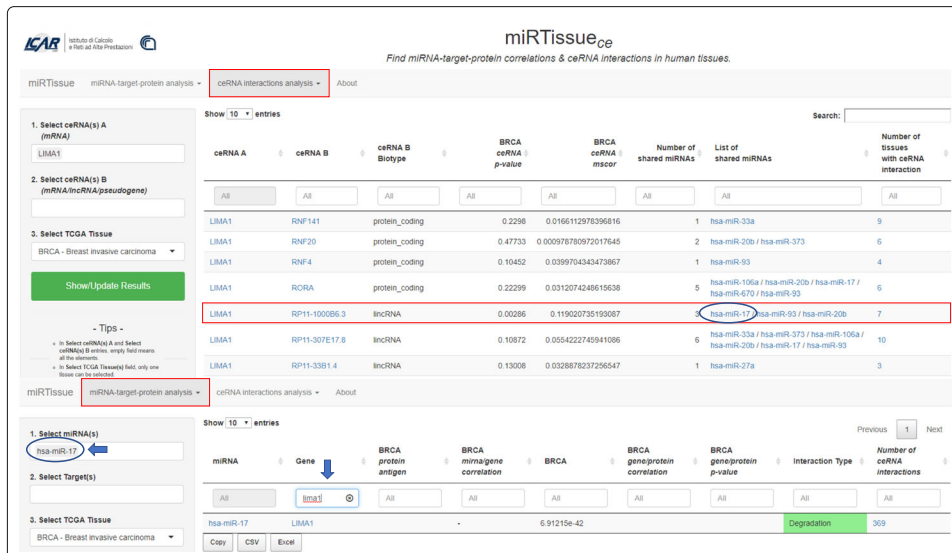 ICAR Istituto di Calcolo
e Reti ad Alte Prestazioni
miRTissue_ce
Find miRNA-target-protein correlations & ceRNA interactions in human tissues.
miRTissue miRNA-target-protein analysis ceRNA interactions analysis About
1. Select ceRNA(s) A
(mRNA)
LIMA1
2. Select ceRNA(s) B
(mRNA/lncRNA/pseudogene)
3. Select TCGA Tissue
BRCA - Breast invasive carcinoma
Show/Update Results
- Tips -
In Select ceRNA(s) A and Select
ceRNA(s) B entries, empty field means
all the elements.
In Select TCGA Tissue(s) field, only one
tissue can be selected.
Show 10 entries
Search:
ceRNA A ceRNA B ceRNA B Biotype BRCA ceRNA p-value BRCA ceRNA mscor Number of shared miRNAs List of shared miRNAs Number of tissues with ceRNA interaction
All All All All All All All All
LIMA1 RNF141 protein_coding 0.2298 0.0166112978396816 1 hsa-miR-33a 9
LIMA1 RNF20 protein_coding 0.47733 0.000978780972017645 2 hsa-miR-20b / hsa-miR-373 6
LIMA1 RNF4 protein_coding 0.10452 0.0399704343473867 1 hsa-miR-93 4
LIMA1 RORA protein_coding 0.22299 0.0312074248615638 5 hsa-miR-106a / hsa-miR-20b / hsa-miR-17 / hsa-miR-670 / hsa-miR-93 6
LIMA1 RP11-1000B6.3 lincRNA 0.00286 0.119020735193087 3 hsa-miR-17 / hsa-miR-93 / hsa-miR-20b 7
LIMA1 RP11-307E17.8 lincRNA 0.10872 0.0554222745941086 6 hsa-miR-33a / hsa-miR-373 / hsa-miR-106a / hsa-miR-20b / hsa-miR-17 / hsa-miR-93 10
LIMA1 RP11-33B1.4 lincRNA 0.13008 0.0328878237256547 1 hsa-miR-27a 3
miRTissue miRNA-target-protein analysis ceRNA interactions analysis About
1. Select miRNA(s)
hsa-miR-17
2. Select Target(s)
3. Select TCGA Tissue
BRCA - Breast invasive carcinoma
Show 10 entries
Previous 1 Next
miRNA Gene BRCA protein antigen BRCA mirna/gene correlation BRCA BRCA gene/protein correlation BRCA gene/protein p-value Interaction Type Number of ceRNA interactions
All lima1 All All All All All All All
hsa-miR-17 LIMA1 - 6.91215e-42 Degradation 369
Copy CSV Excel